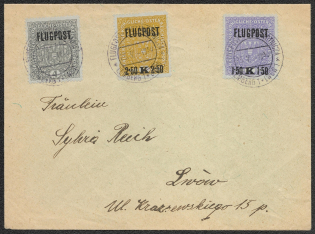 FLUGPOST
FLUGPOST
2·50 K 2·50
FLUGPOST
1·50 K 1·50
Fräulein
Sylvia Reich
Lwów
Ul. Kraszewskiego 15 p.